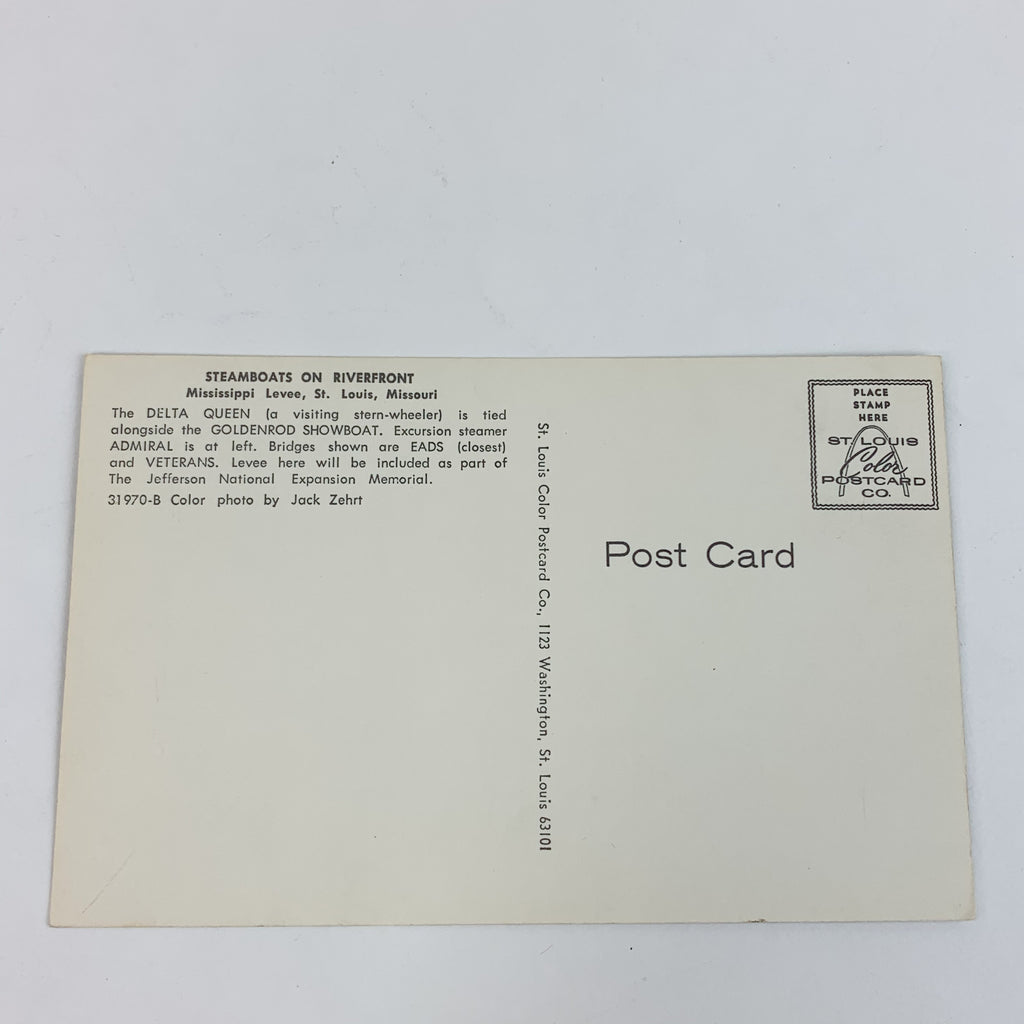 STEAMBOATS ON RIVERFRONT
Mississippi Levee, St. Louis, Missouri
The DELTA QUEEN (a visiting stern-wheeler) is tied
alongside the GOLDENROD SHOWBOAT. Excursion steamer
ADMIRAL is at left. Bridges shown are EADS (closest)
and VETERANS. Levee here will be included as part of
The Jefferson National Expansion Memorial.
31970-B Color photo by Jack Zehrt
St. Louis Color Postcard Co., 1123 Washington, St. Louis 63101
PLACE
STAMP
HERE
ST. LOUIS
Color
POSTCARD
CO.
Post Card